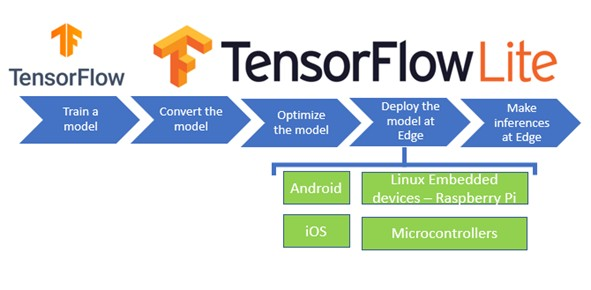 TensorFlow
TensorFlow Lite
Train a
model
Convert the
model
Optimize
the model
Deploy the
model at
Edge
Make
inferences
at Edge
Android
Linux Embedded
devices – Raspberry Pi
iOS
Microcontrollers